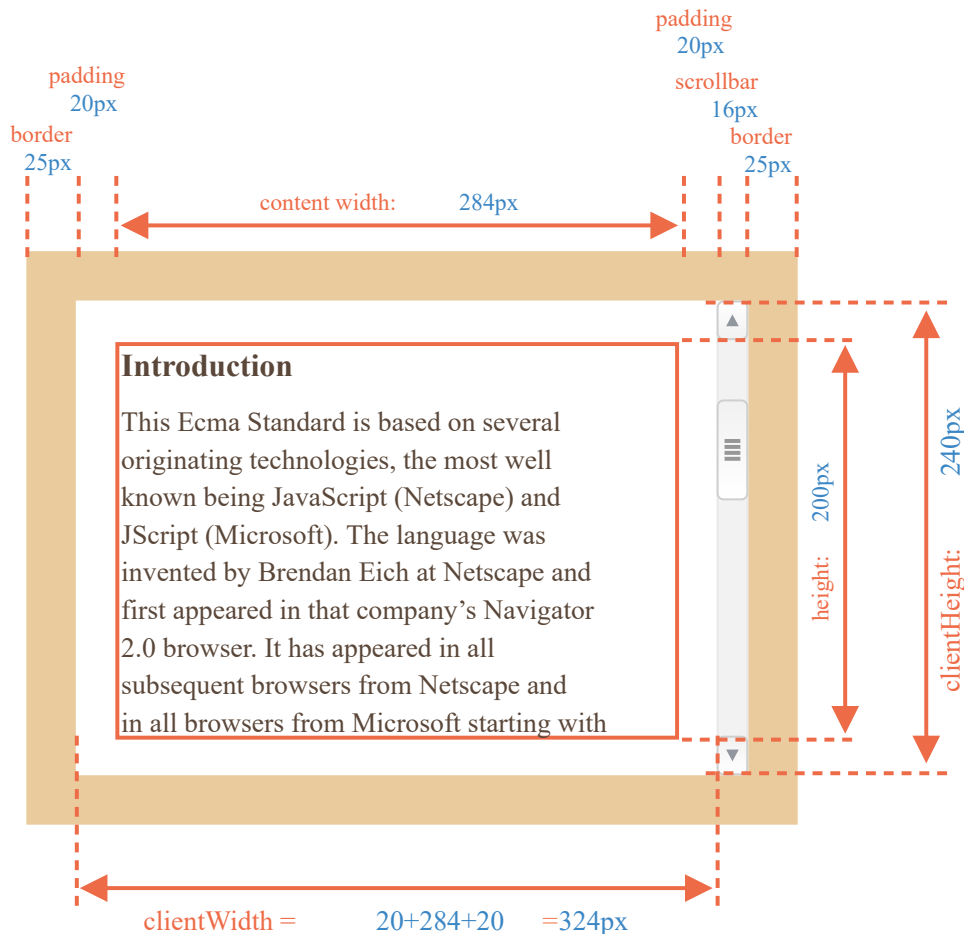 padding
20px
scrollbar
16px
border
25px
padding
20px
border
25px
content width: 284px
Introduction
This Ecma Standard is based on several
originating technologies, the most well
known being JavaScript (Netscape) and
JScript (Microsoft). The language was
invented by Brendan Eich at Netscape and
first appeared in that company’s Navigator
2.0 browser. It has appeared in all
subsequent browsers from Netscape and
in all browsers from Microsoft starting with
height: 200px
clientHeight: 240px
clientWidth = 20+284+20 =324px